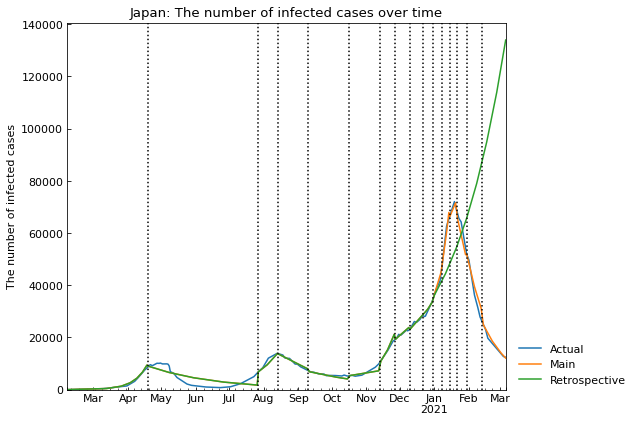 Japan: The number of infected cases over time
The number of infected cases
140000
120000
100000
80000
60000
40000
20000
0
Mar Apr May Jun Jul Aug Sep Oct Nov Dec Jan Feb Mar
2021
Actual
Main
Retrospective